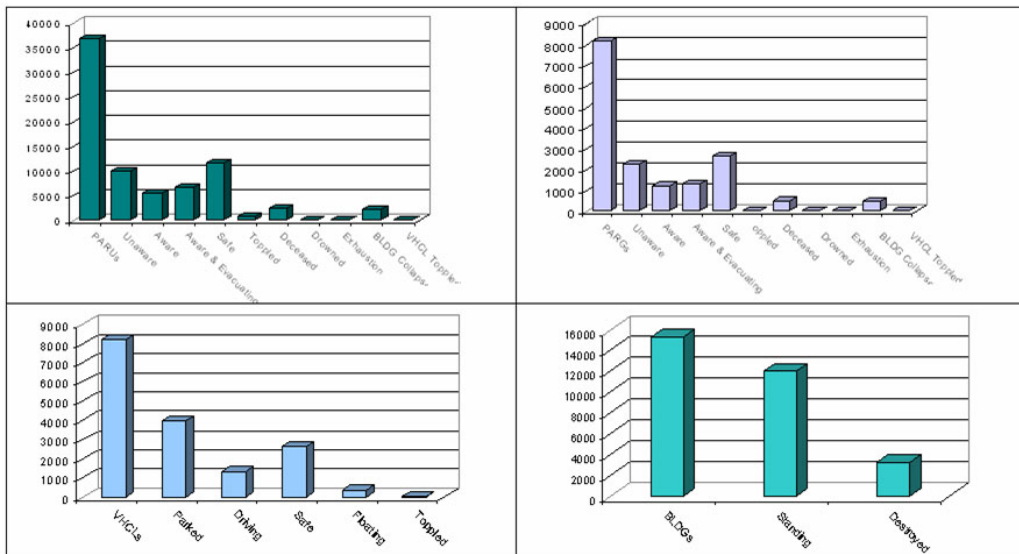 40000
35000
30000
25000
20000
15000
10000
5000
0
PARUs
Unaware
Aware
Aware & Evacuating
Safe
Toppled
Deceased
Drowned
Exhaustion
BLDG Collapse
VHCL Toppled
9000
8000
7000
6000
5000
4000
3000
2000
1000
0
PARGs
Unaware
Aware
Aware & Evacuating
Safe
oppled
Deceased
Drowned
Exhaustion
BLDG Collapse
VHCL Toppled
9000
8000
7000
6000
5000
4000
3000
2000
1000
0
VHCLs
Parked
Driving
Safe
Floating
Toppled
16000
14000
12000
10000
8000
6000
4000
2000
0
BLDGs
Standing
Destroyed